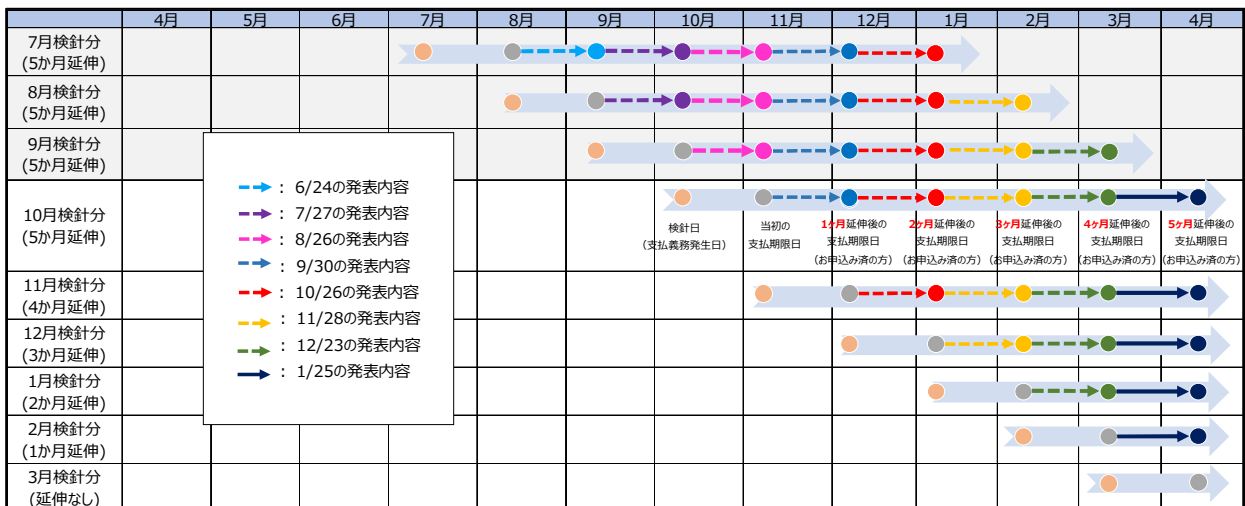 4月 5月 6月 7月 8月 9月 10月 11月 12月 1月 2月 3月 4月
7月検針分
(5か月延伸)
8月検針分
(5か月延伸)
9月検針分
(5か月延伸)
: 6/24の発表内容
: 7/27の発表内容
: 8/26の発表内容
: 9/30の発表内容
: 10/26の発表内容
: 11/28の発表内容
: 12/23の発表内容
: 1/25の発表内容
10月検針分
(5か月延伸)
検針日
(支払義務発生日)
当初の
支払期限日
1ヶ月延伸後の
支払期限日
(お申込み済の方)
2ヶ月延伸後の
支払期限日
(お申込み済の方)
3ヶ月延伸後の
支払期限日
(お申込み済の方)
4ヶ月延伸後の
支払期限日
(お申込み済の方)
5ヶ月延伸後の
支払期限日
(お申込み済の方)
11月検針分
(4か月延伸)
12月検針分
(3か月延伸)
1月検針分
(2か月延伸)
2月検針分
(1か月延伸)
3月検針分
(延伸なし)